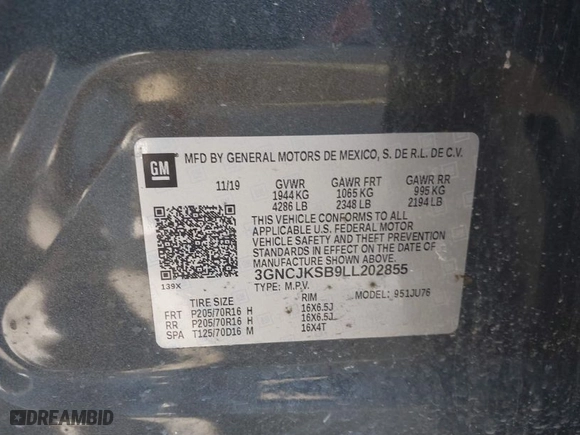 GM
MFD BY GENERAL MOTORS DE MEXICO, S. DE R.L. DE C.V.
11/19 GVWR GAWR FRT GAWR RR
1944 KG 1065 KG 995 KG
4286 LB 2348 LB 2194 LB
THIS VEHICLE CONFORMS TO ALL
APPLICABLE U.S. FEDERAL MOTOR
VEHICLE SAFETY AND THEFT PREVENTION
STANDARDS IN EFFECT ON THE DATE OF
MANUFACTURE SHOWN ABOVE.
3GNCJKSB9LL202855
139X
TYPE: M.P.V. MODEL: 951JU76
TIRE SIZE RIM
FRT P205/70R16 H 16X6.5J
RR P205/70R16 H 16X6.5J
SPA T125/70D16 M 16X4T
DREAMBID